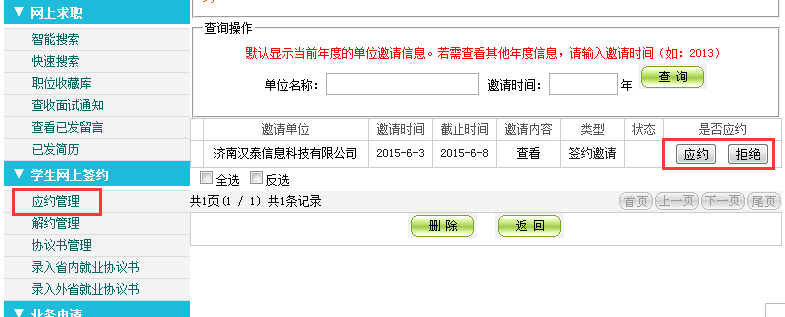 ▼ 网上求职
智能搜索
快速搜索
职位收藏库
查收面试通知
查看已发留言
已发简历
▼ 学生网上签约
应约管理
解约管理
协议书管理
录入省内就业协议书
录入外省就业协议书
▼ 业务申请
查询操作
默认显示当前年度的单位邀请信息。若需查看其他年度信息，请输入邀请时间（如：2013）
单位名称： 邀请时间： 年 查 询
邀请单位 邀请时间 截止时间 邀请内容 类型 状态 是否应约
济南汉泰信息科技有限公司 2015-6-3 2015-6-8 查看 签约邀请 应约 拒绝
全选 反选
共1页(1 / 1) 共1条记录 首页 上一页 下一页 尾页
删 除 返 回